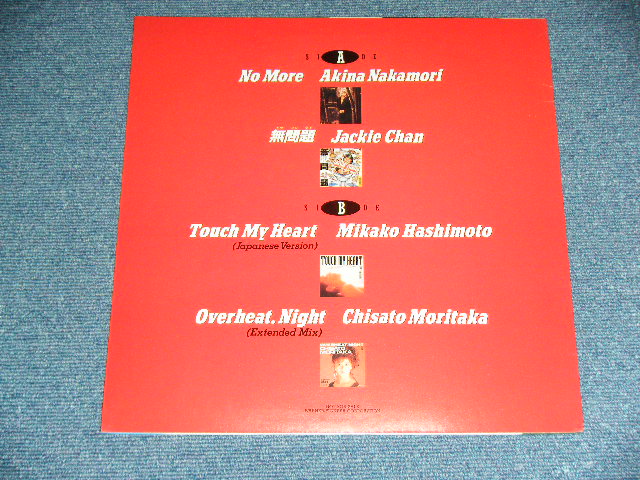 SIDE A
No More Akina Nakamori
無問題 Jackie Chan
SIDE B
Touch My Heart Mikako Hashimoto
(Japanese Version)
TOUCH MY HEART
Overheat. Night Chisato Moritaka
(Extended Mix)